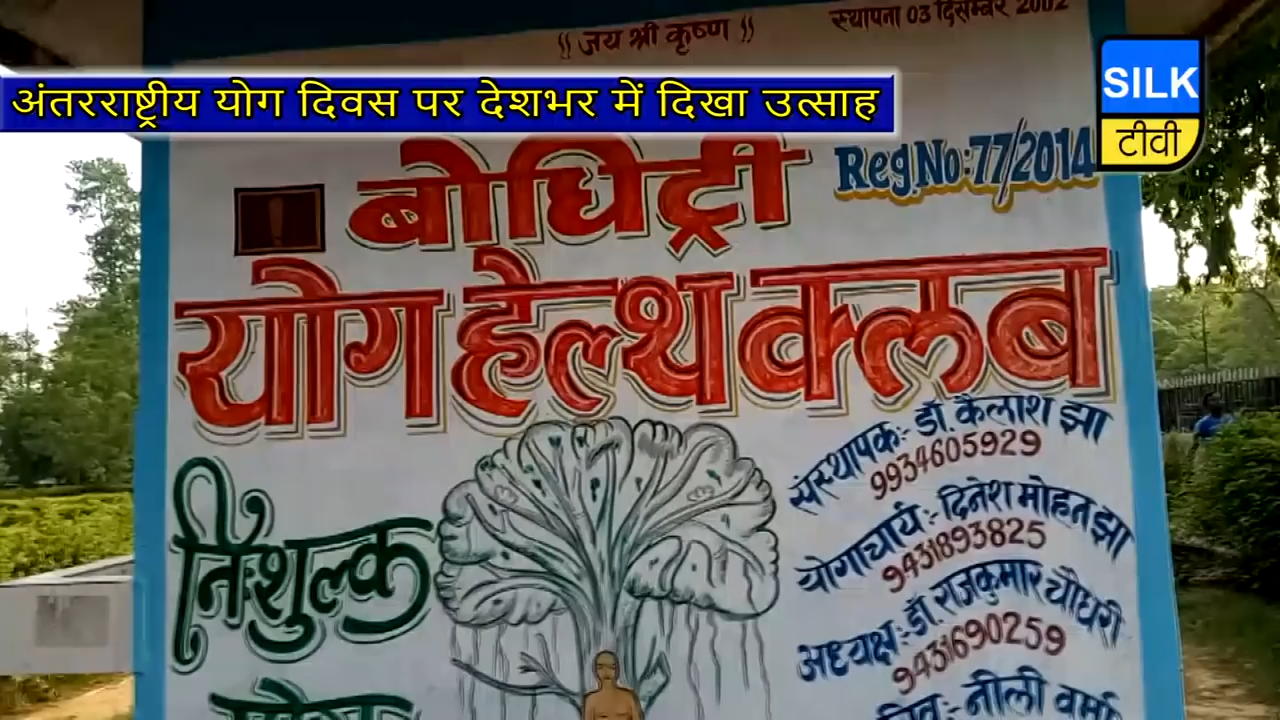 ॥ जय श्री कृष्ण ॥
स्थापना 03 दिसम्बर 2002
अंतरराष्ट्रीय योग दिवस पर देशभर में दिखा उत्साह
SILK
टीवी
बोधिट्री
Reg.No:77/2014
योग हेल्थ क्लब
संस्थापक:- डॉ. कैलाश झा
9934605929
योगाचार्य:- दिनेश मोहन झा
9431893825
अध्यक्ष:- डॉ. राजकुमार चौधरी
9431690259
नीली वर्मा
निःशुल्क